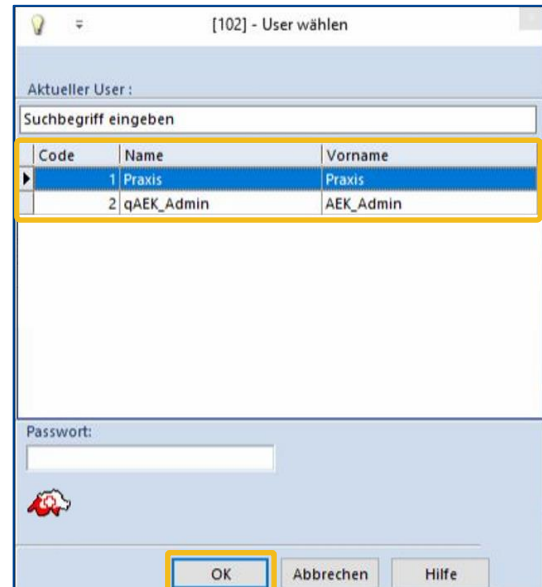 [102] - User wählen
Aktueller User :
Suchbegriff eingeben
Code Name Vorname
1 Praxis Praxis
2 qAEK_Admin AEK_Admin
Passwort:
OK Abbrechen Hilfe